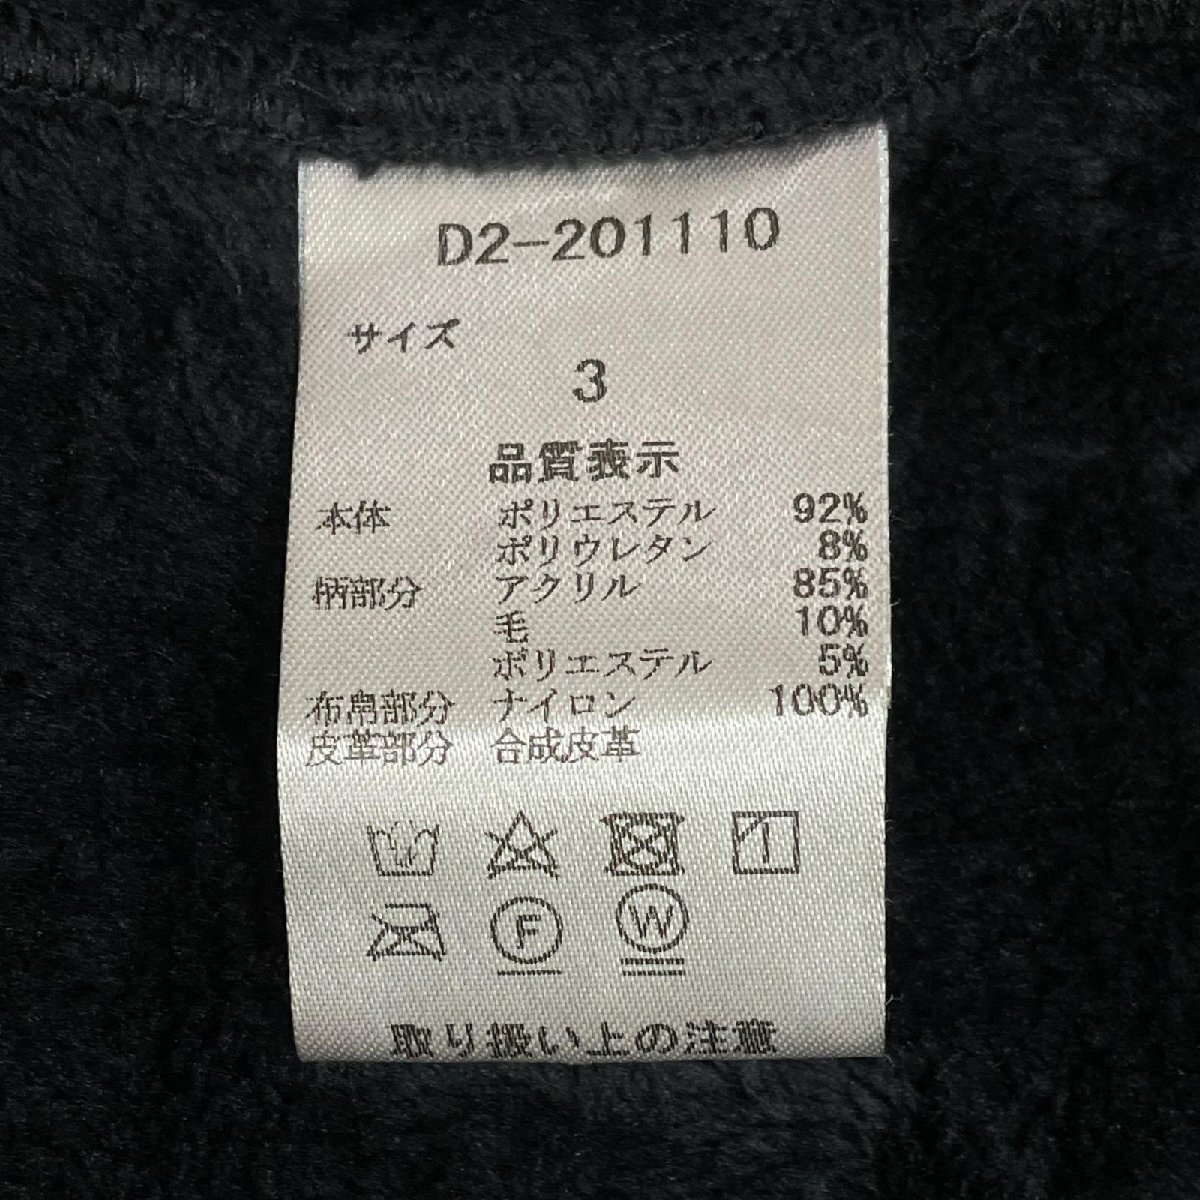 D2-201110
サイズ
3
品質表示
本体 ポリエステル 92%
ポリウレタン 8%
柄部分 アクリル 85%
毛 10%
ポリエステル 5%
布帛部分 ナイロン 100%
皮革部分 合成皮革
F W
取り扱い上の注意